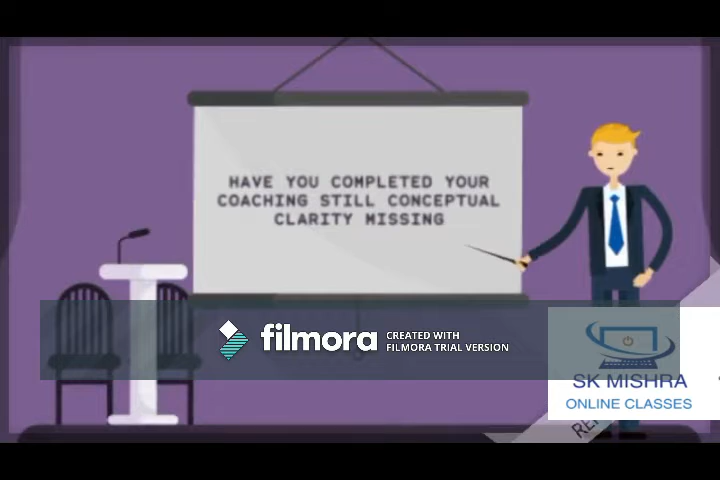 HAVE YOU COMPLETED YOUR
COACHING STILL CONCEPTUAL
CLARITY MISSING
filmora
CREATED WITH
FILMORA TRIAL VERSION
SK MISHRA
ONLINE CLASSES